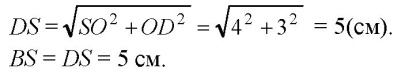 DS = √(SO² + OD²) = √(4² + 3²) = 5(см).
BS = DS = 5 см.